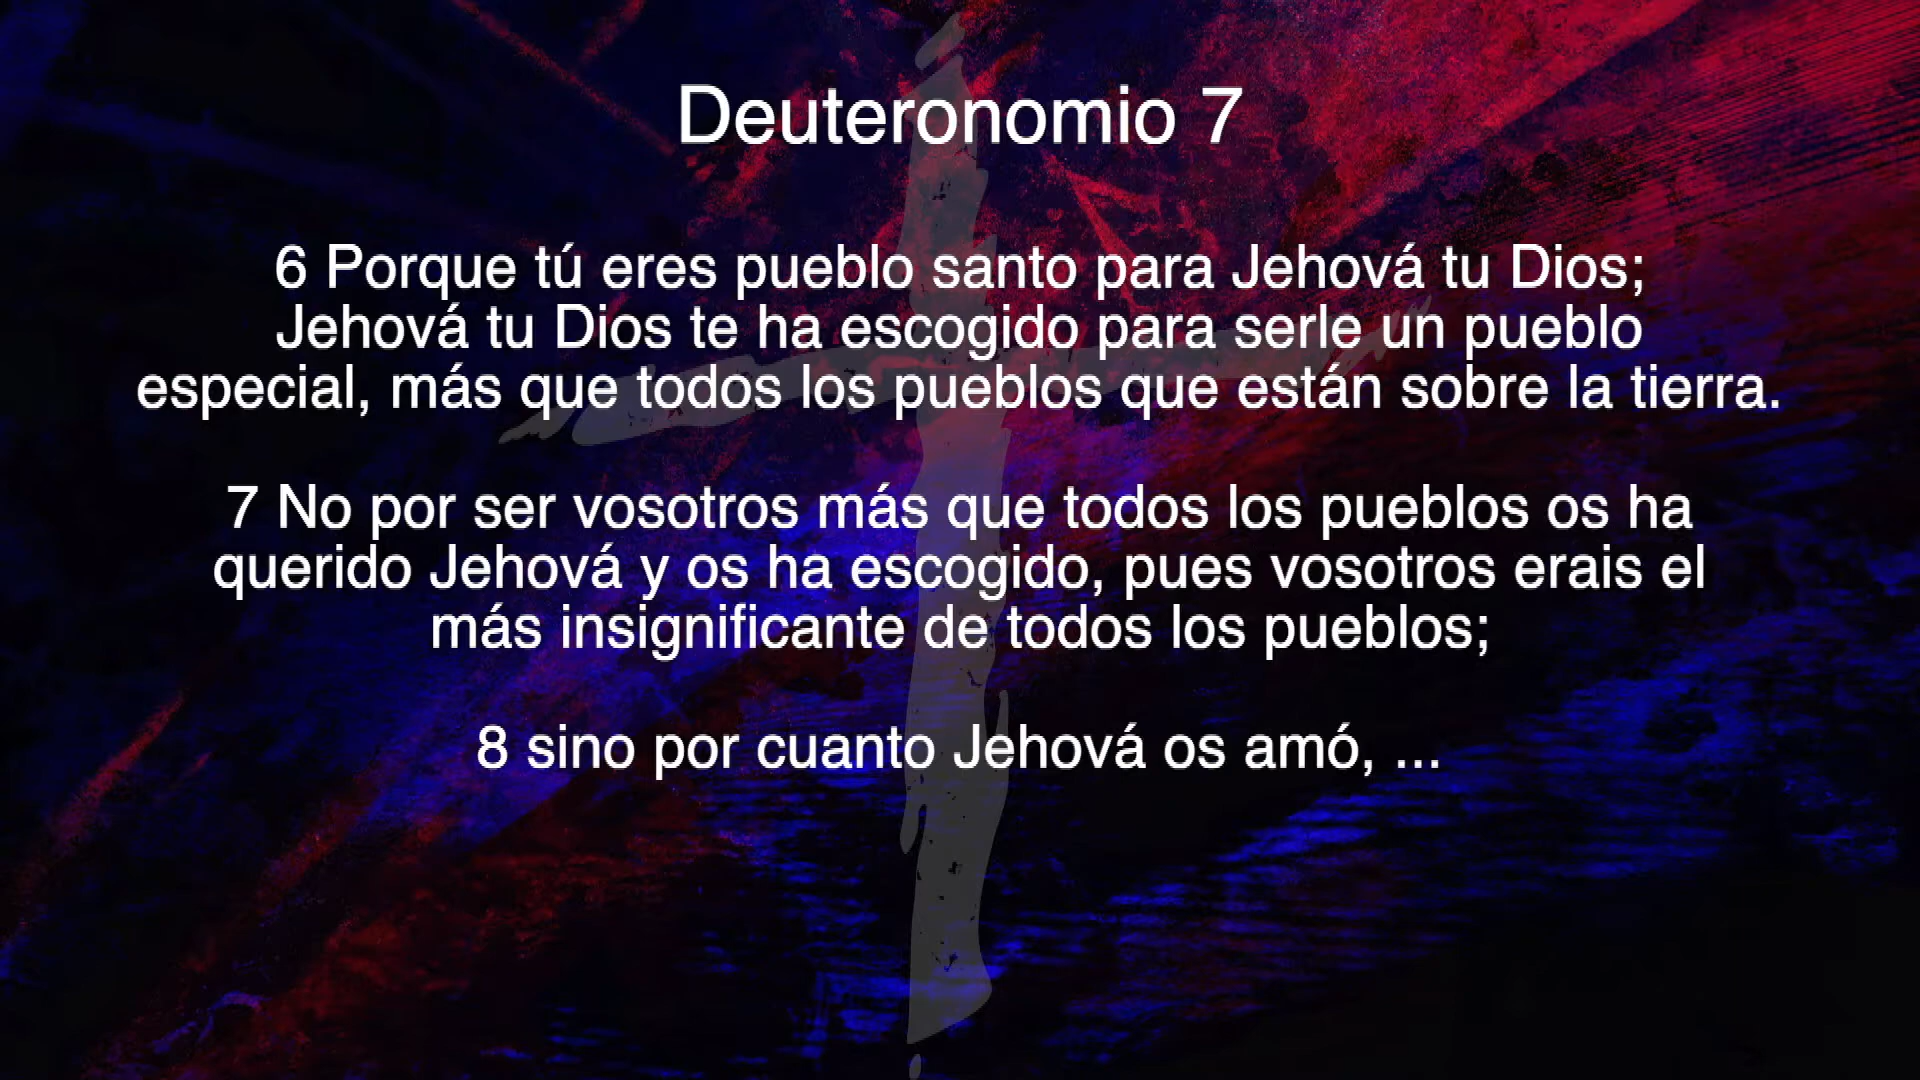 Deuteronomio 7
6 Porque tú eres pueblo santo para Jehová tu Dios;
Jehová tu Dios te ha escogido para serle un pueblo
especial, más que todos los pueblos que están sobre la tierra.
7 No por ser vosotros más que todos los pueblos os ha
querido Jehová y os ha escogido, pues vosotros erais el
más insignificante de todos los pueblos;
8 sino por cuanto Jehová os amó, ...